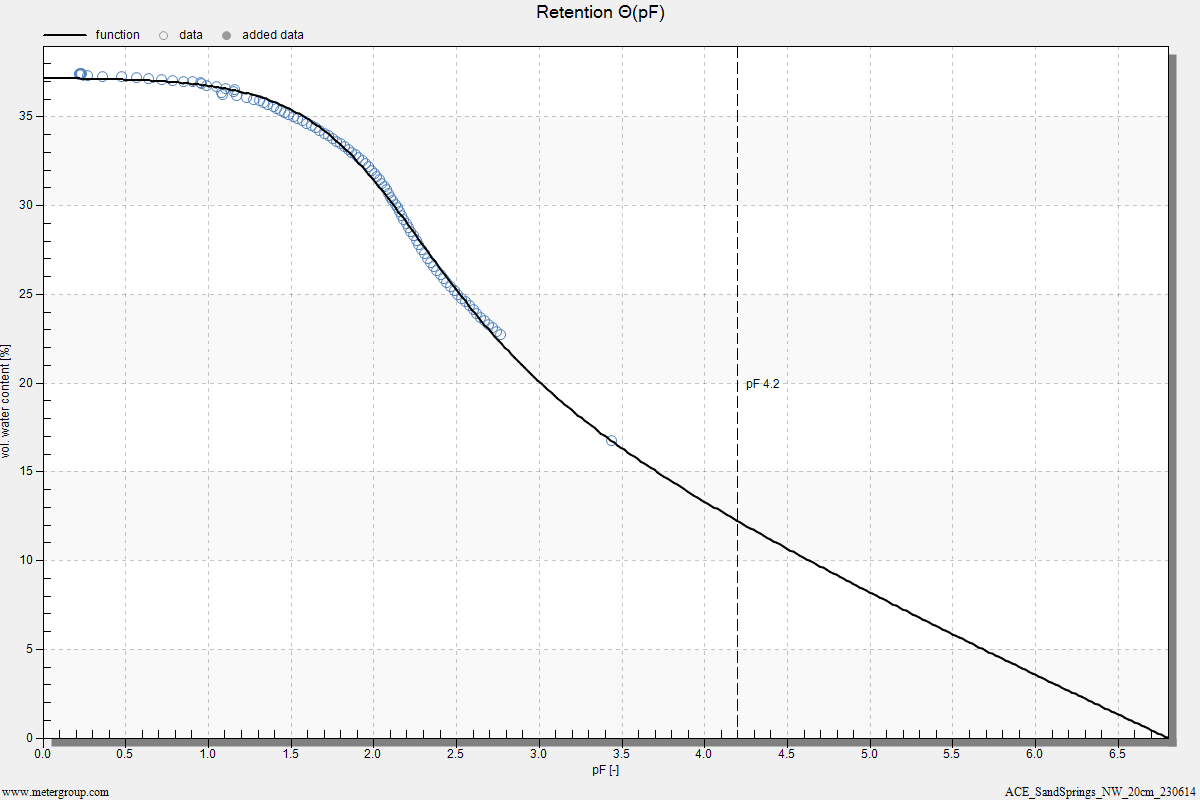 Retention Θ(pF)
function data added data
35
30
25
20
15
10
5
0
vol. water content [%]
pF 4.2
0.0 0.5 1.0 1.5 2.0 2.5 3.0 3.5 4.0 4.5 5.0 5.5 6.0 6.5
pF [-]
www.metergroup.com ACE_SandSprings_NW_20cm_230614